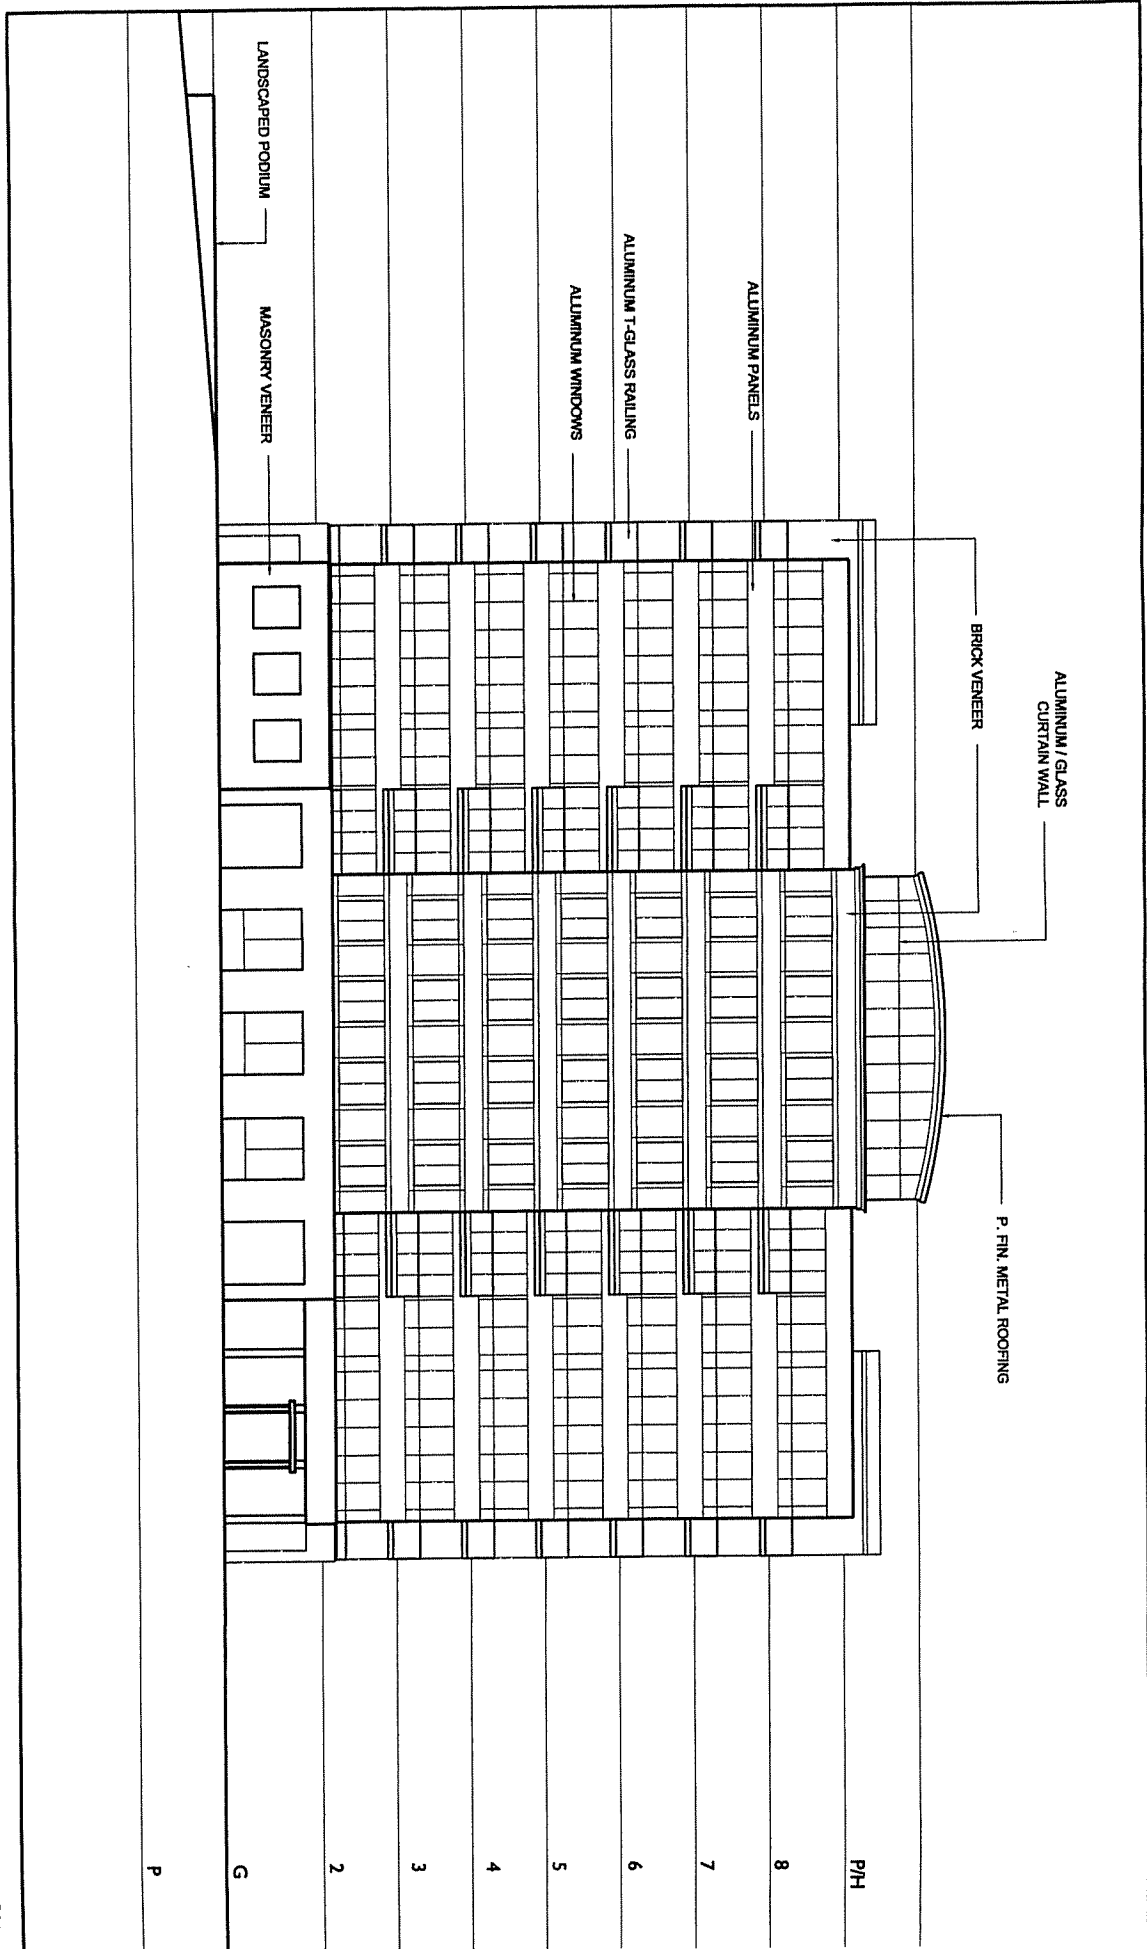 ALUMINUM / GLASS
CURTAIN WALL
P. FIN. METAL ROOFING
BRICK VENEER
ALUMINUM PANELS
ALUMINUM T-GLASS RAILING
ALUMINUM WINDOWS
MASONRY VENEER
LANDSCAPED PODIUM
P/H
8
7
6
5
4
3
2
G
P